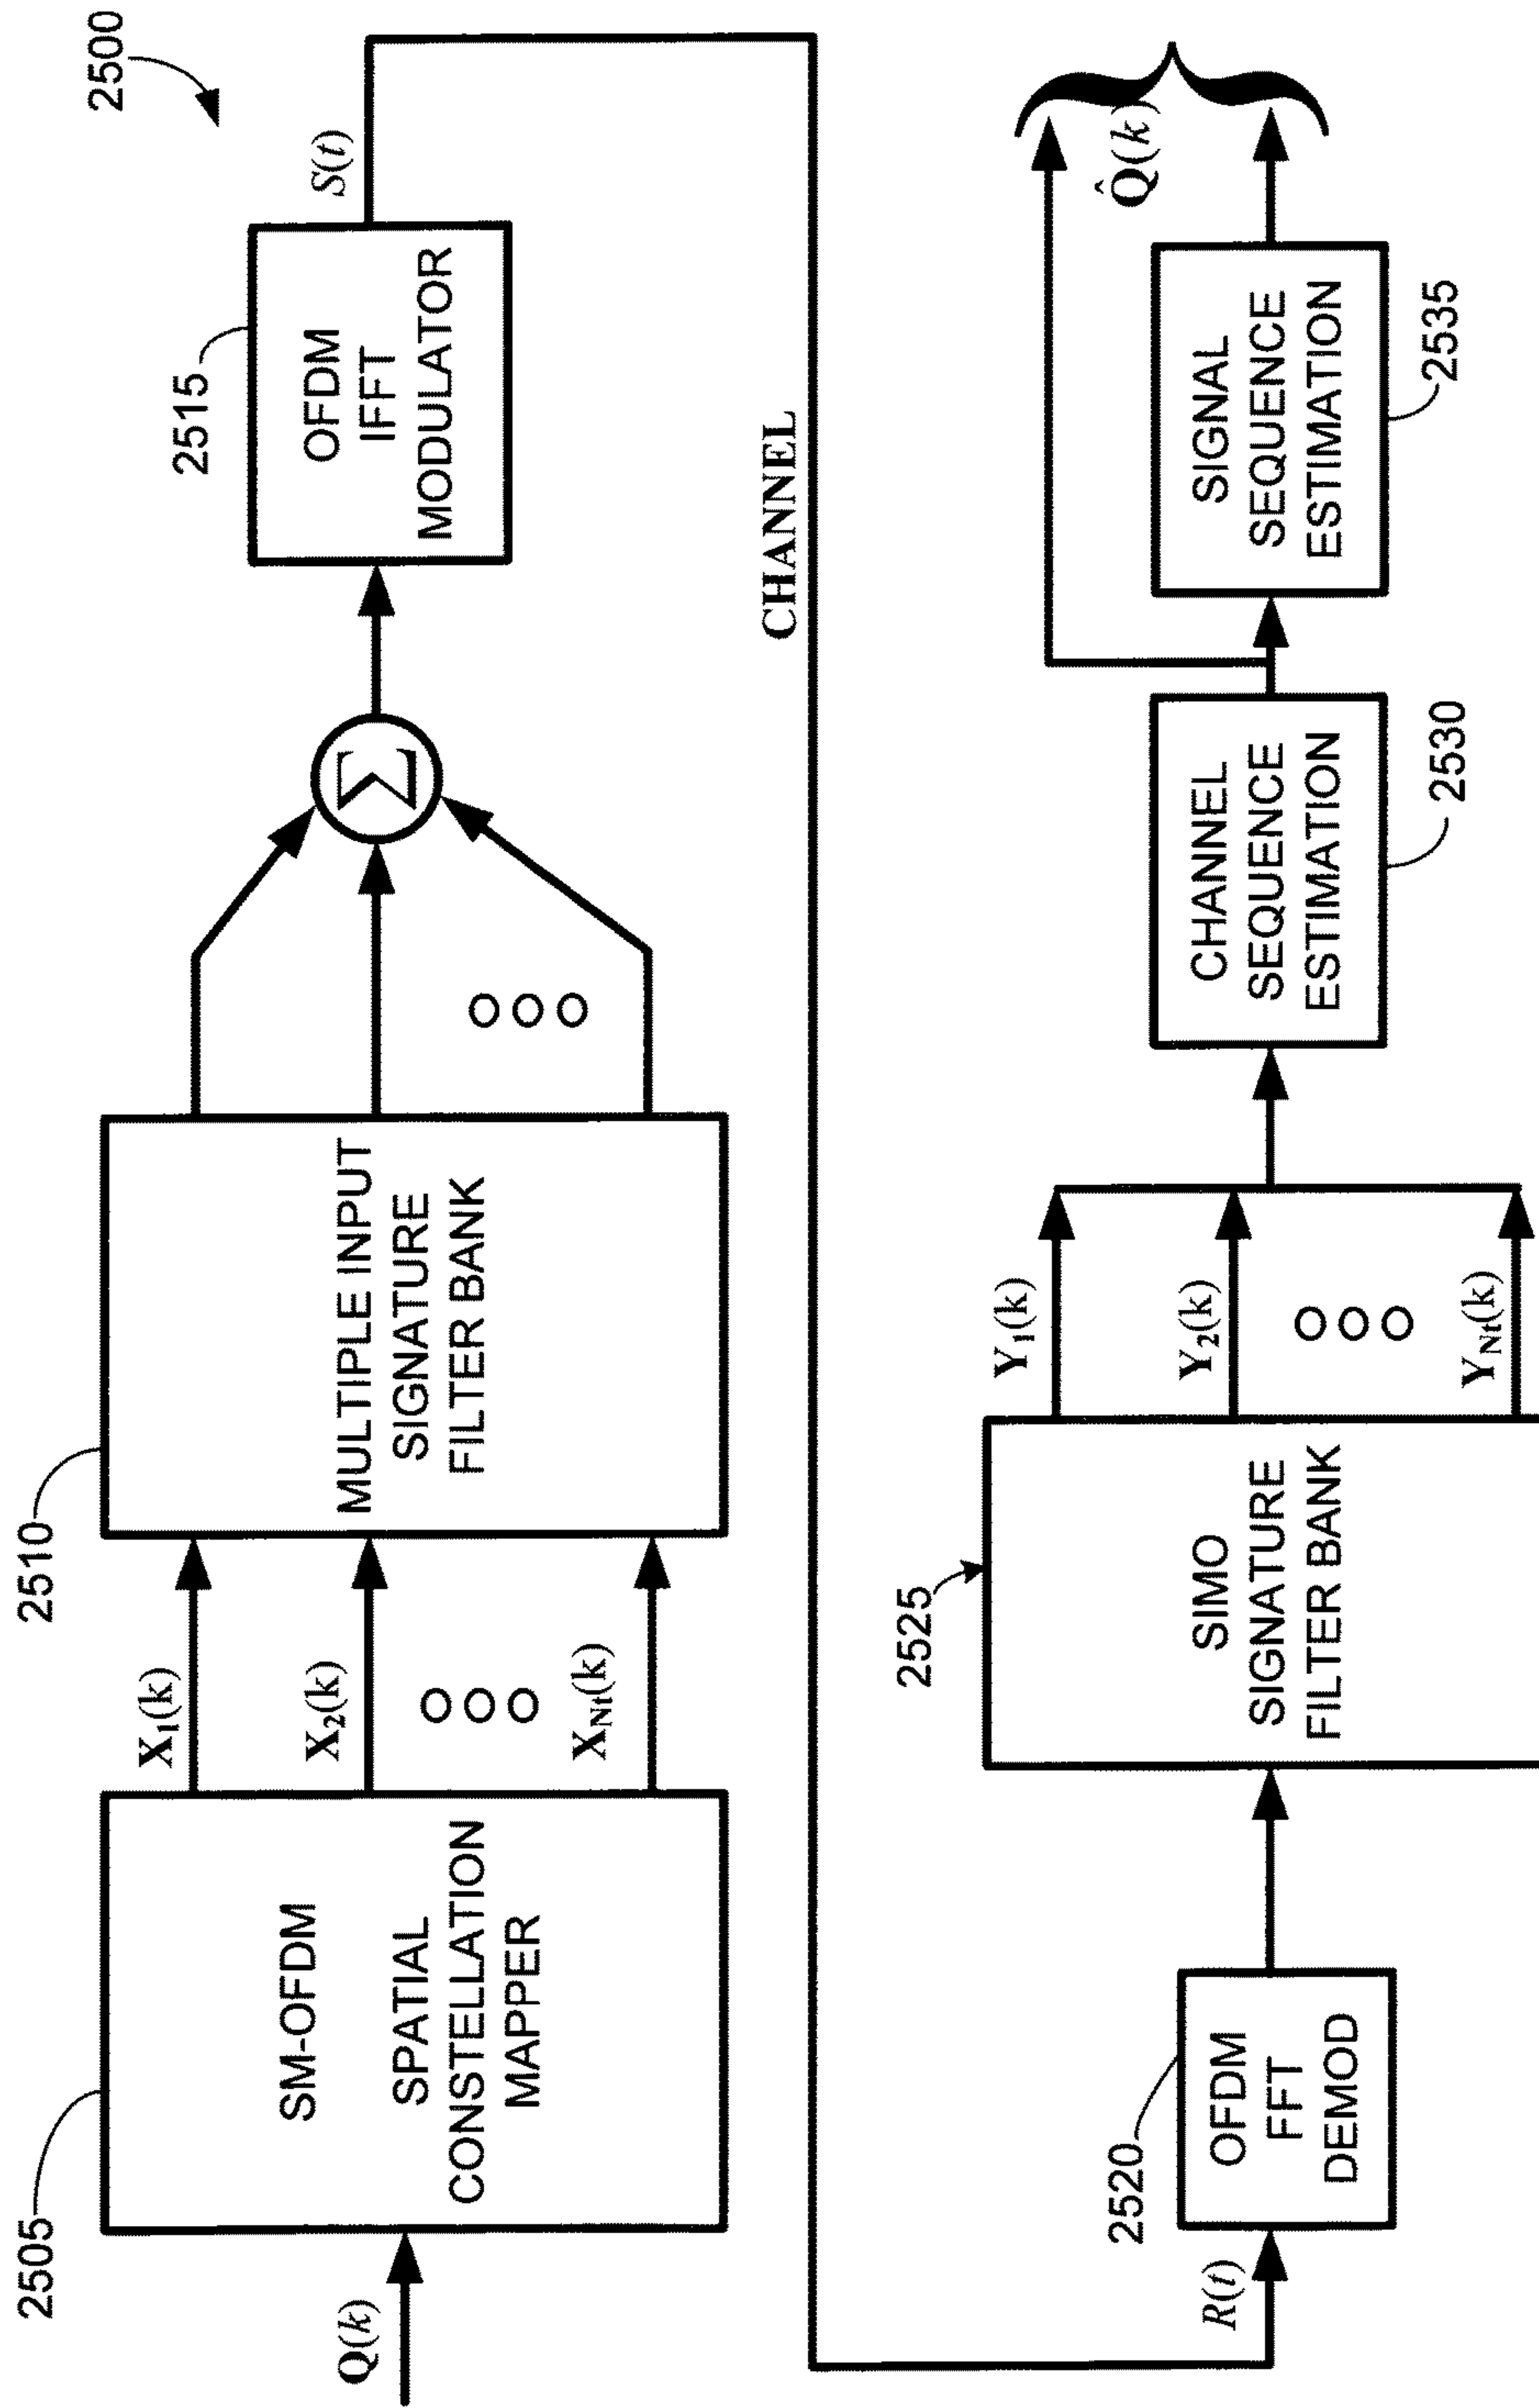 2500
2505
2510
2515
Q(k)
SM-OFDM
SPATIAL
CONSTELLATION
MAPPER
X₁(k)
X₂(k)
X_Nt(k)
MULTIPLE INPUT
SIGNATURE
FILTER BANK
Σ
OFDM
IFFT
MODULATOR
S(t)
CHANNEL
R(t)
2520
OFDM
FFT
DEMOD
2525
SIMO
SIGNATURE
FILTER BANK
Y₁(k)
Y₂(k)
Y_Nt(k)
CHANNEL
SEQUENCE
ESTIMATION
2530
SIGNAL
SEQUENCE
ESTIMATION
2535
Q̂(k)